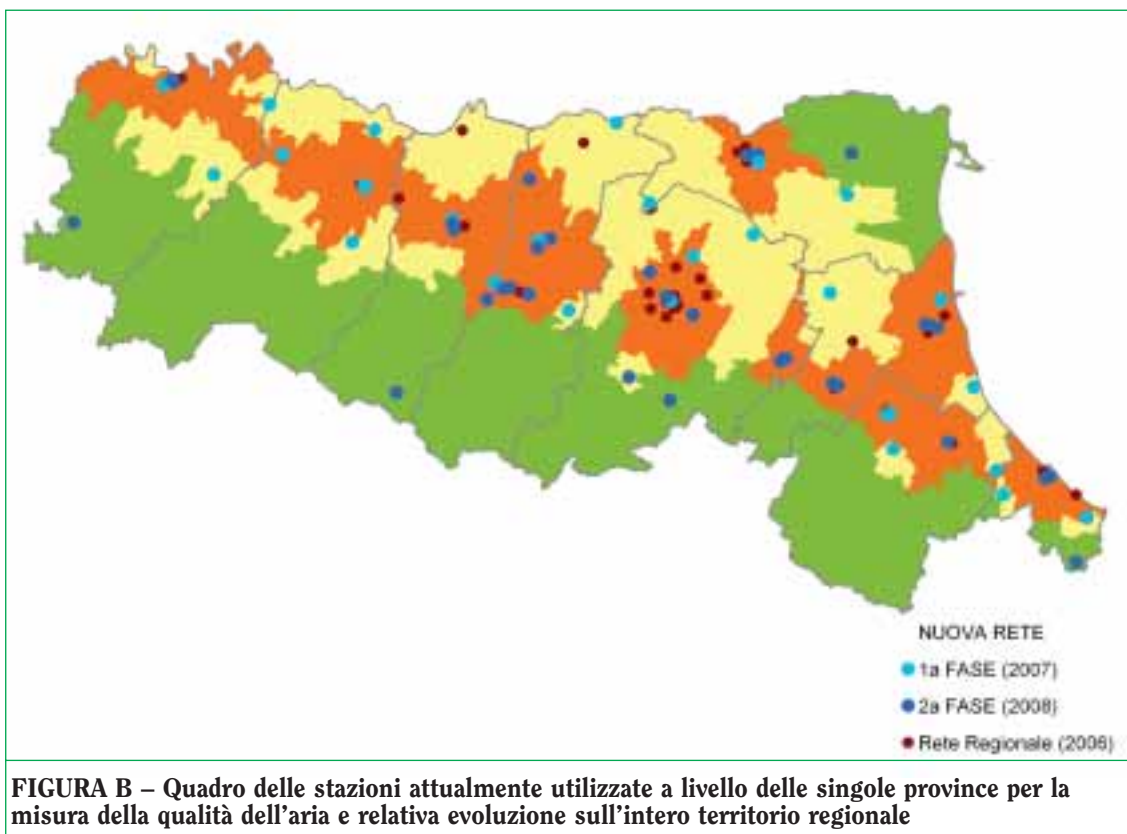 NUOVA RETE
1a FASE (2007)
2a FASE (2008)
Rete Regionale (2006)
FIGURA B – Quadro delle stazioni attualmente utilizzate a livello delle singole province per la
misura della qualità dell'aria e relativa evoluzione sull'intero territorio regionale